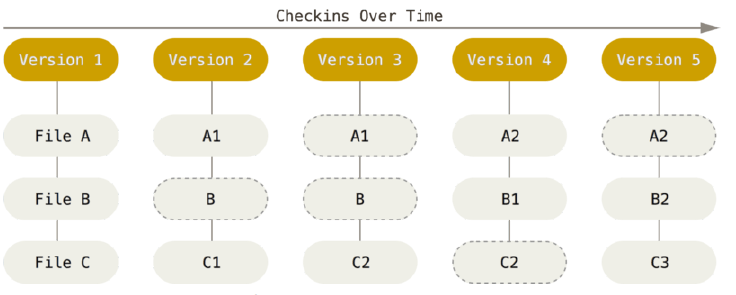 Checkins Over Time
Version 1 Version 2 Version 3 Version 4 Version 5
File A A1 A1 A2 A2
File B B B B1 B2
File C C1 C2 C2 C3